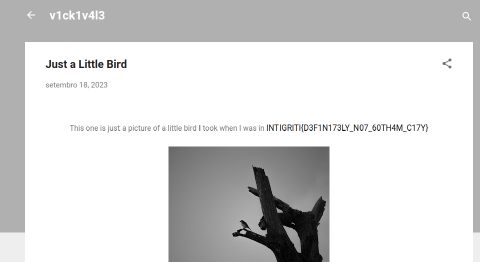 v1ck1v4l3
Just a Little Bird
setembro 18, 2023
This one is just a picture of a little bird I took when I was in INTIGRITI{D3F1N173LY_N07_60TH4M_C17Y}